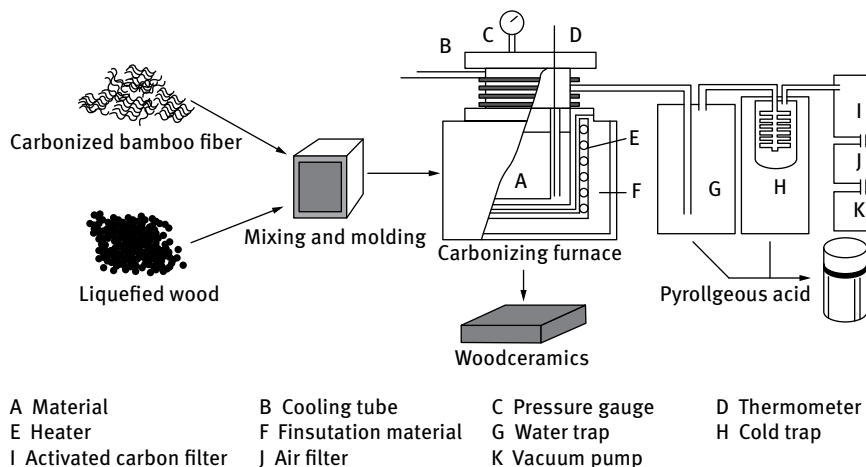 B
C
D
Carbonized bamboo fiber
Liquefied wood
Mixing and molding
A
E
F
Carbonizing furnace
G
H
I
J
K
Pyrollgeous acid
Woodceramics
A Material B Cooling tube C Pressure gauge D Thermometer
E Heater F Finsutation material G Water trap H Cold trap
I Activated carbon filter J Air filter K Vacuum pump